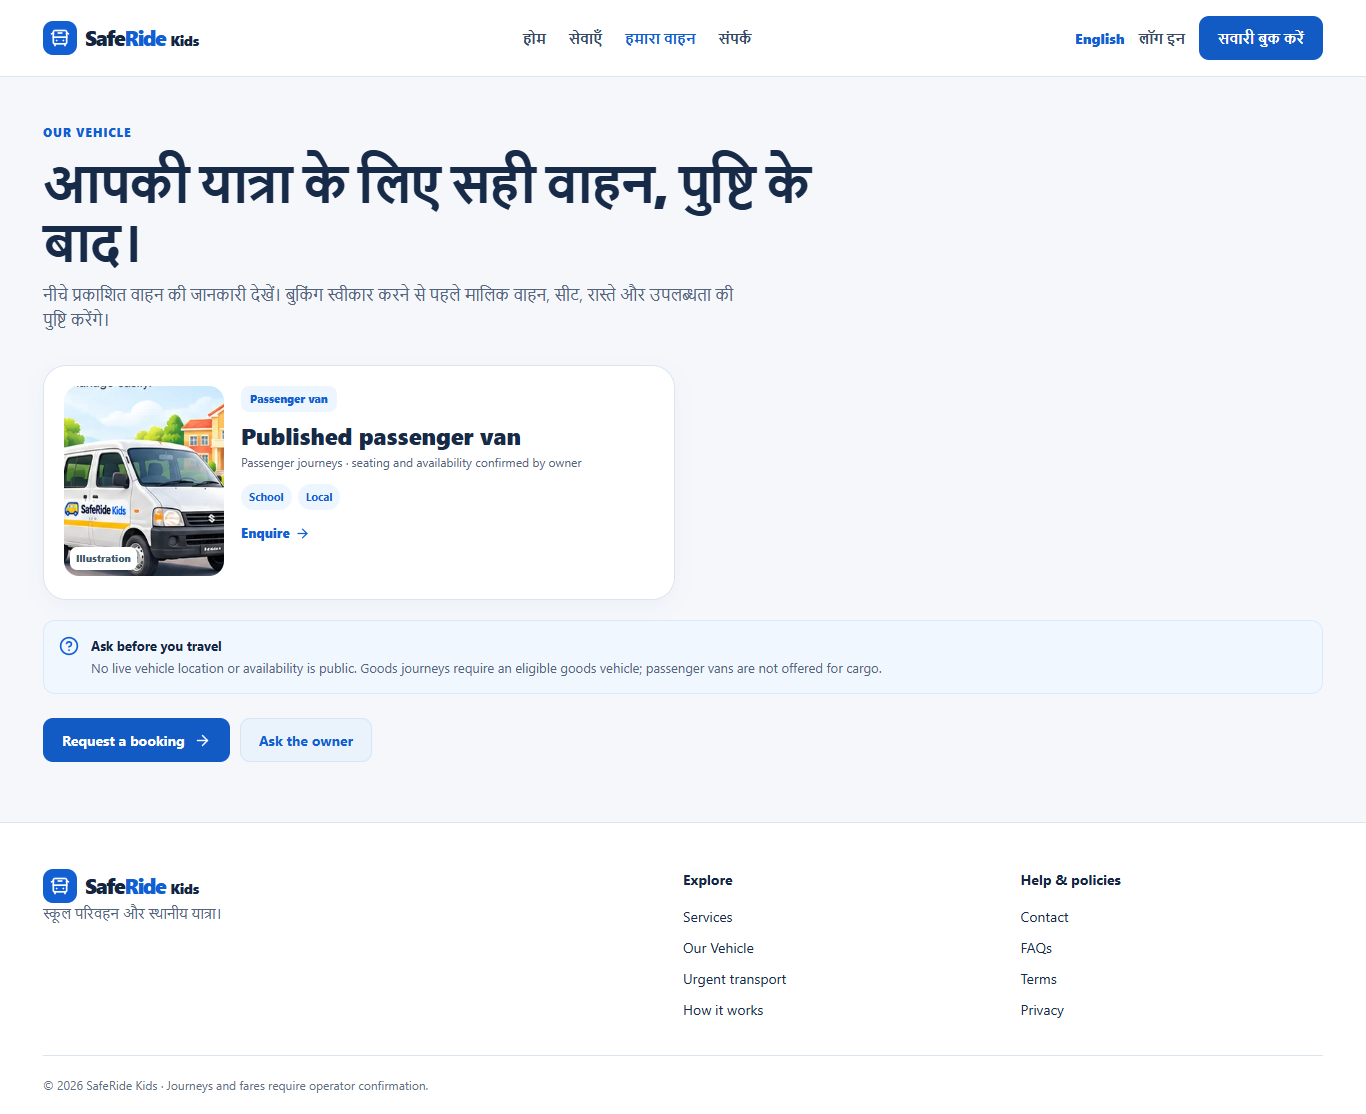 SafeRide Kids
होम
सेवाएँ
हमारा वाहन
संपर्क
English
लॉग इन
सवारी बुक करें
OUR VEHICLE
आपकी यात्रा के लिए सही वाहन, पुष्टि के
बाद।
नीचे प्रकाशित वाहन की जानकारी देखें। बुकिंग स्वीकार करने से पहले मालिक वाहन, सीट, रास्ते और उपलब्धता की
पुष्टि करेंगे।
SafeRide Kids
Illustration
Passenger van
Published passenger van
Passenger journeys · seating and availability confirmed by owner
School
Local
Enquire →
Ask before you travel
No live vehicle location or availability is public. Goods journeys require an eligible goods vehicle; passenger vans are not offered for cargo.
Request a booking →
Ask the owner
SafeRide Kids
स्कूल परिवहन और स्थानीय यात्रा।
Explore
Services
Our Vehicle
Urgent transport
How it works
Help & policies
Contact
FAQs
Terms
Privacy
© 2026 SafeRide Kids · Journeys and fares require operator confirmation.